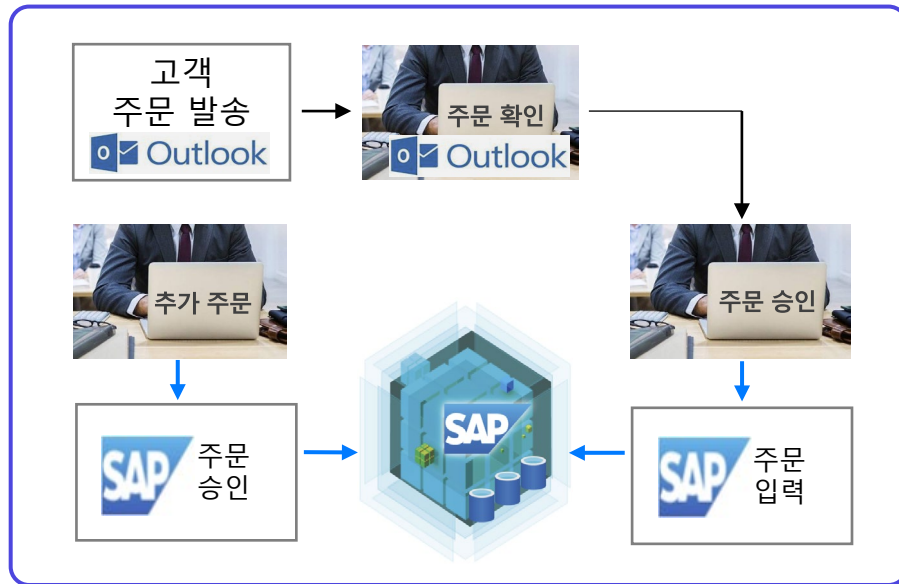 고객
주문 발송
Outlook
주문 확인
Outlook
추가 주문
주문 승인
SAP
SAP
주문
승인
SAP
주문
입력